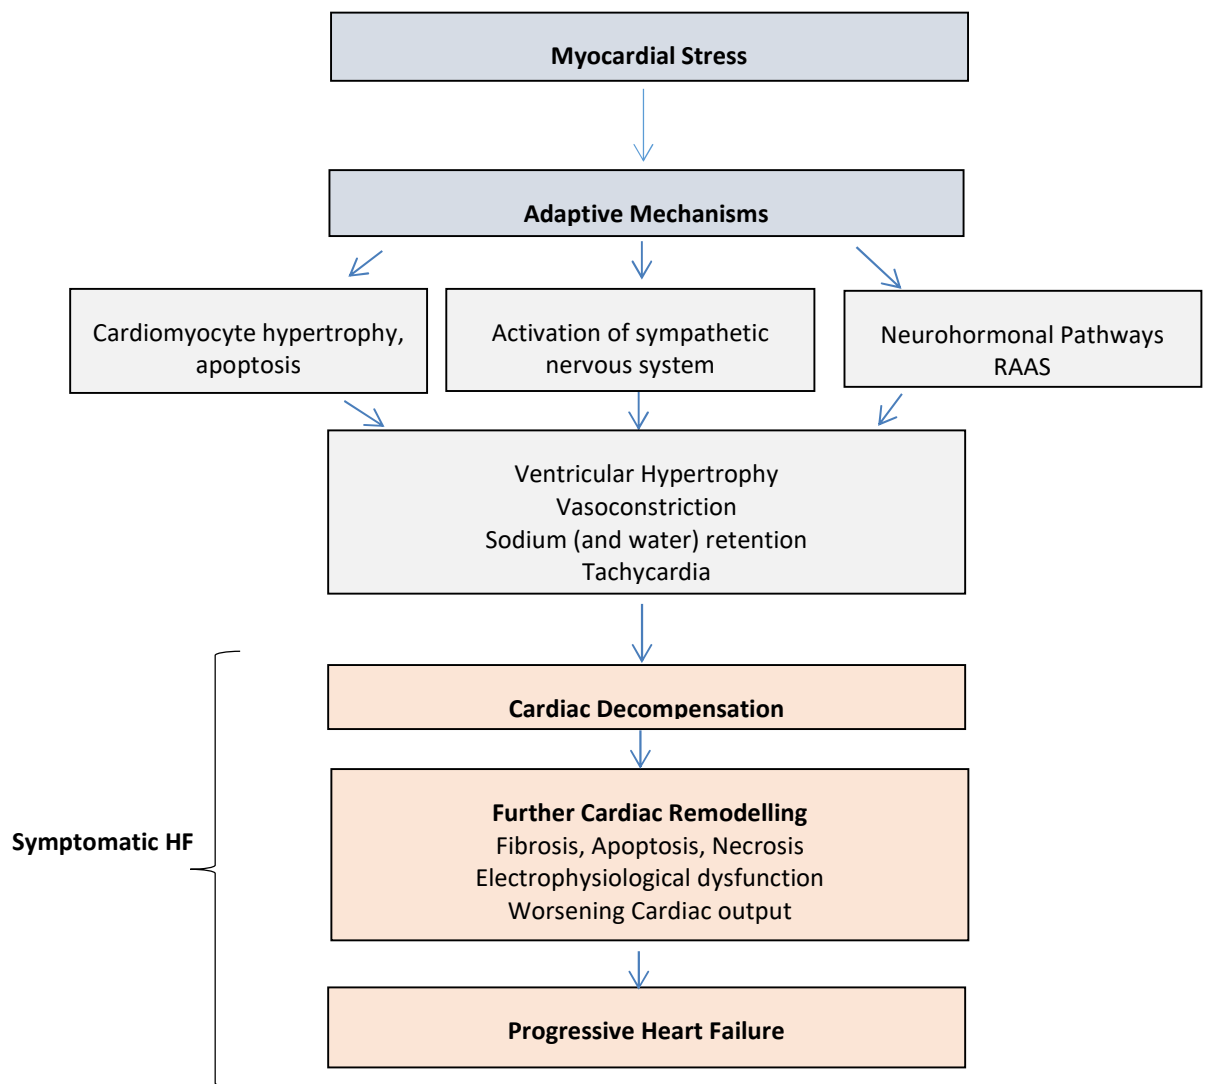 Myocardial Stress
Adaptive Mechanisms
Cardiomyocyte hypertrophy,
apoptosis
Activation of sympathetic
nervous system
Neurohormonal Pathways
RAAS
Ventricular Hypertrophy
Vasoconstriction
Sodium (and water) retention
Tachycardia
Cardiac Decompensation
Further Cardiac Remodelling
Fibrosis, Apoptosis, Necrosis
Electrophysiological dysfunction
Worsening Cardiac output
Symptomatic HF
Progressive Heart Failure